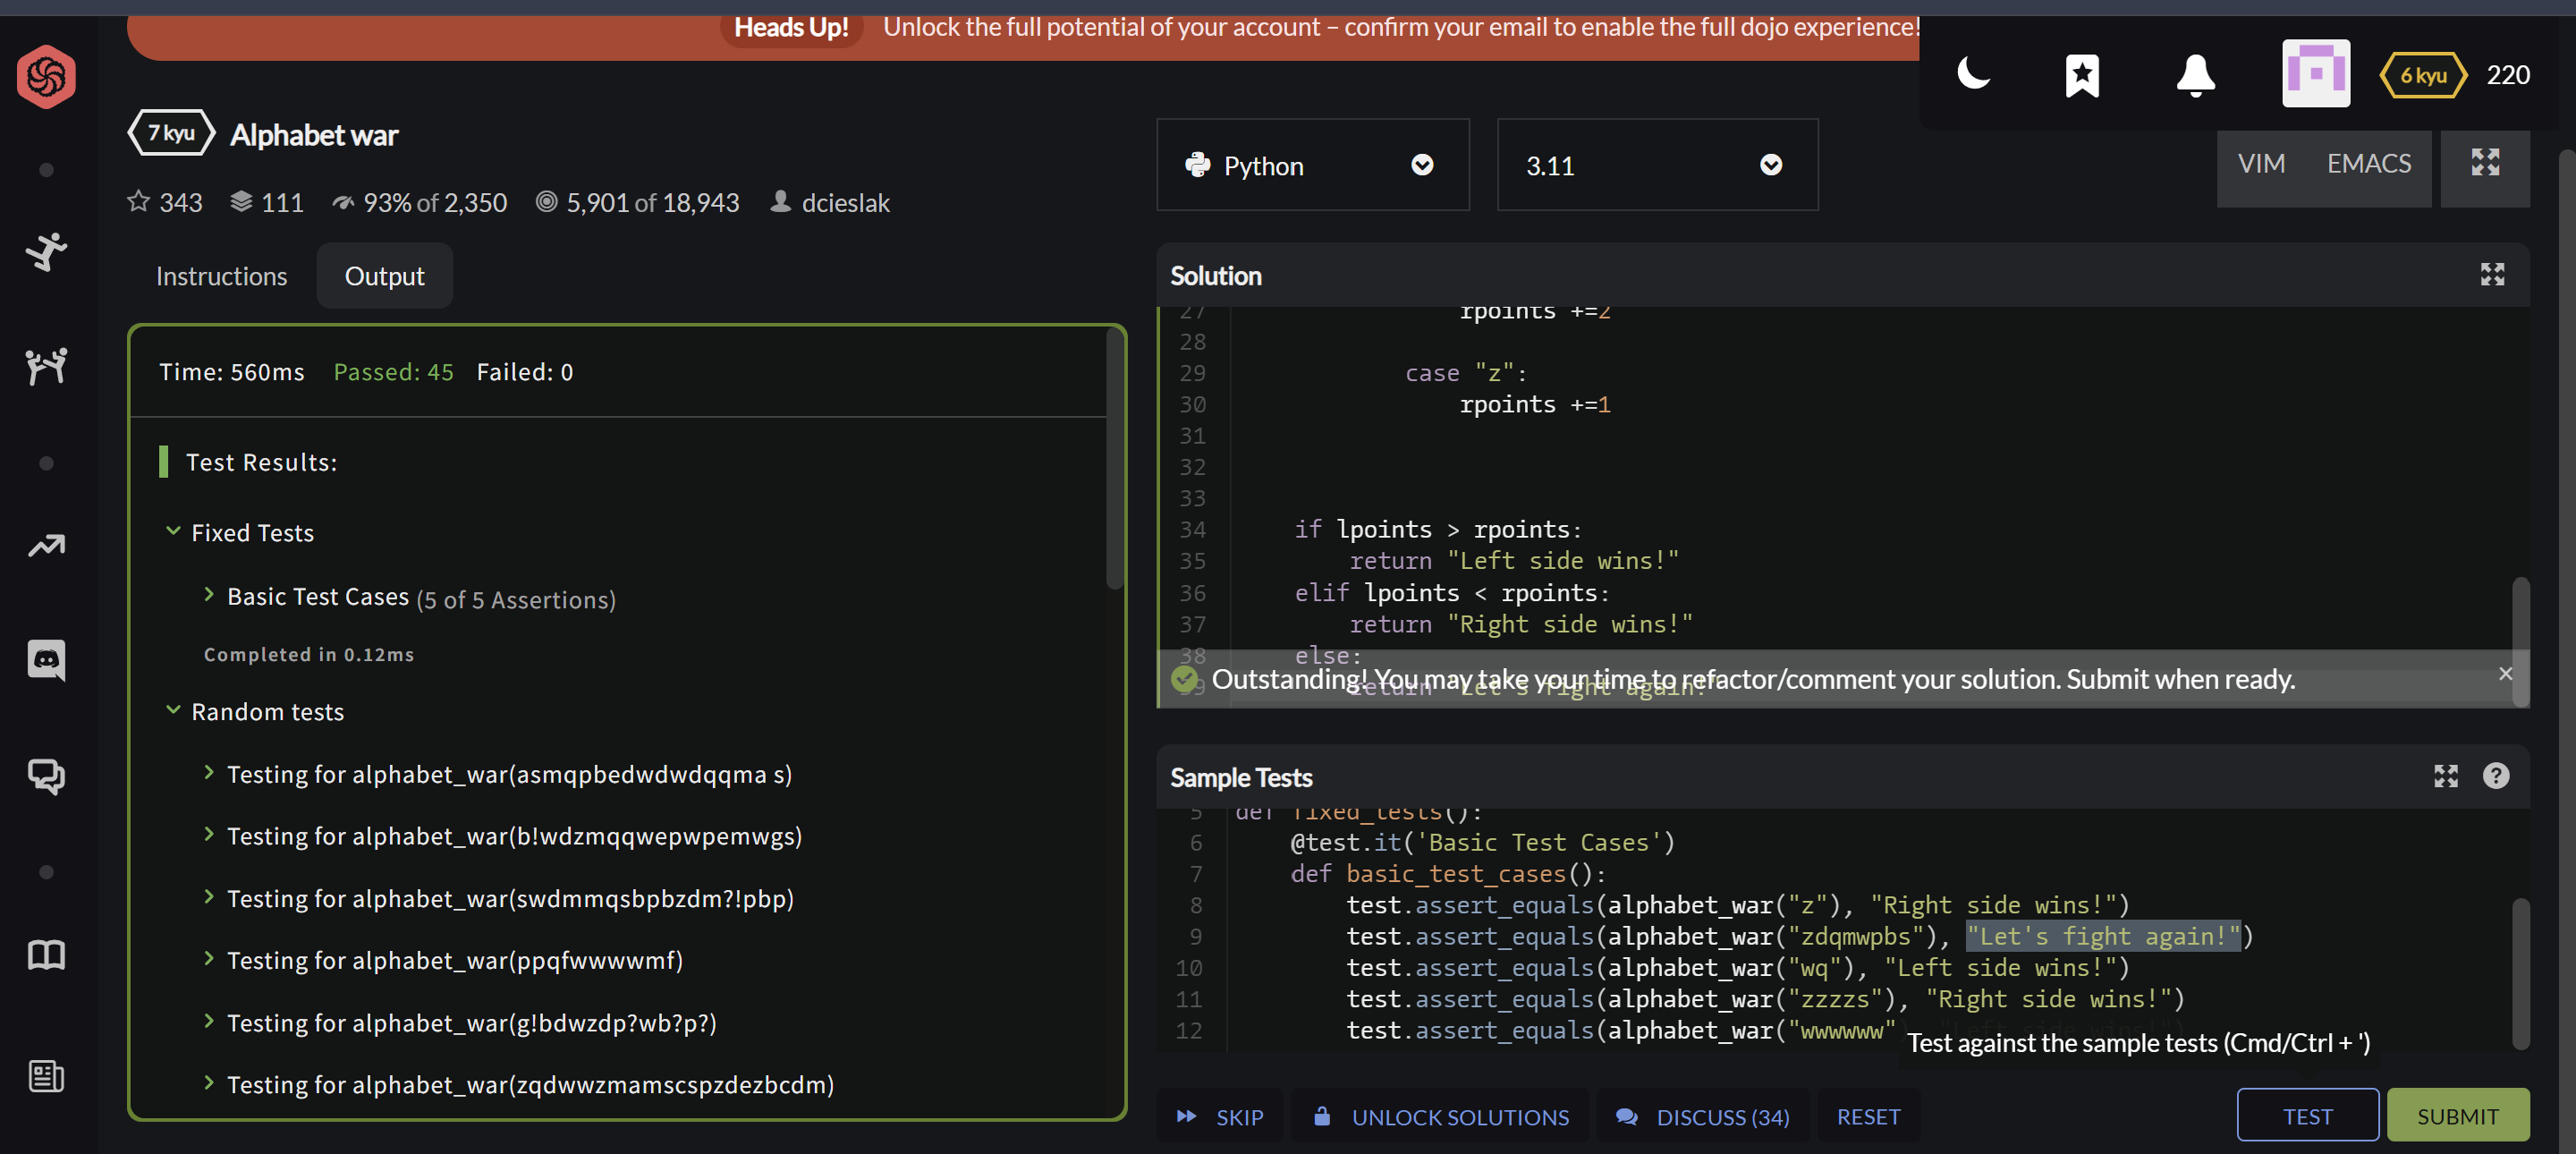 Heads Up! Unlock the full potential of your account – confirm your email to enable the full dojo experience!
6 kyu 220
7 kyu Alphabet war
343 111 93% of 2,350 5,901 of 18,943 dcieslak
Instructions Output
Time: 560ms Passed: 45 Failed: 0
Test Results:
Fixed Tests
Basic Test Cases (5 of 5 Assertions)
Completed in 0.12ms
Random tests
Testing for alphabet_war(asmqpbedwdwdqqma s)
Testing for alphabet_war(b!wdzmqqwepwpemwgs)
Testing for alphabet_war(swdmmqsbpbzdm?!pbp)
Testing for alphabet_war(ppqfwwwwmf)
Testing for alphabet_war(g!bdwzdp?wb?p?)
Testing for alphabet_war(zqdwwzmamscspzdezbcdm)
Python 3.11
VIM EMACS
Solution
27 rpoints +=2
28
29 case "z":
30 rpoints +=1
31
32
33
34 if lpoints > rpoints:
35 return "Left side wins!"
36 elif lpoints < rpoints:
37 return "Right side wins!"
38 else:
39 return "Let's fight again!"
Outstanding! You may take your time to refactor/comment your solution. Submit when ready.
Sample Tests
5 def fixed_tests():
6 @test.it('Basic Test Cases')
7 def basic_test_cases():
8 test.assert_equals(alphabet_war("z"), "Right side wins!")
9 test.assert_equals(alphabet_war("zdqmwpbs"), "Let's fight again!")
10 test.assert_equals(alphabet_war("wq"), "Left side wins!")
11 test.assert_equals(alphabet_war("zzzzs"), "Right side wins!")
12 test.assert_equals(alphabet_war("wwwwww"), "Left side wins!")
Test against the sample tests (Cmd/Ctrl + ')
SKIP UNLOCK SOLUTIONS DISCUSS (34) RESET TEST SUBMIT